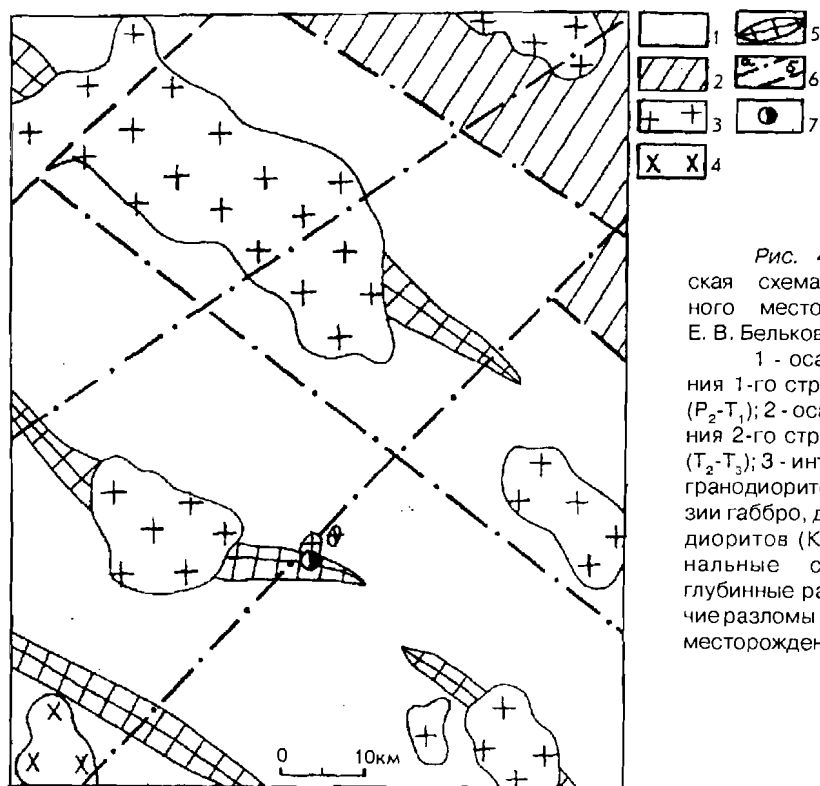 1
2
3
4
5
а б 6
7
Рис. 4
ская схема
ного место
Е. В. Бельков
1 - оса
ния 1-го стр
(P₂-T₁); 2 - оса
ния 2-го стр
(T₂-T₃); 3 - инт
гранодиорит
зии габбро, д
диоритов (К
нальные с
глубинные ра
чие разломы
месторожден
0 10км